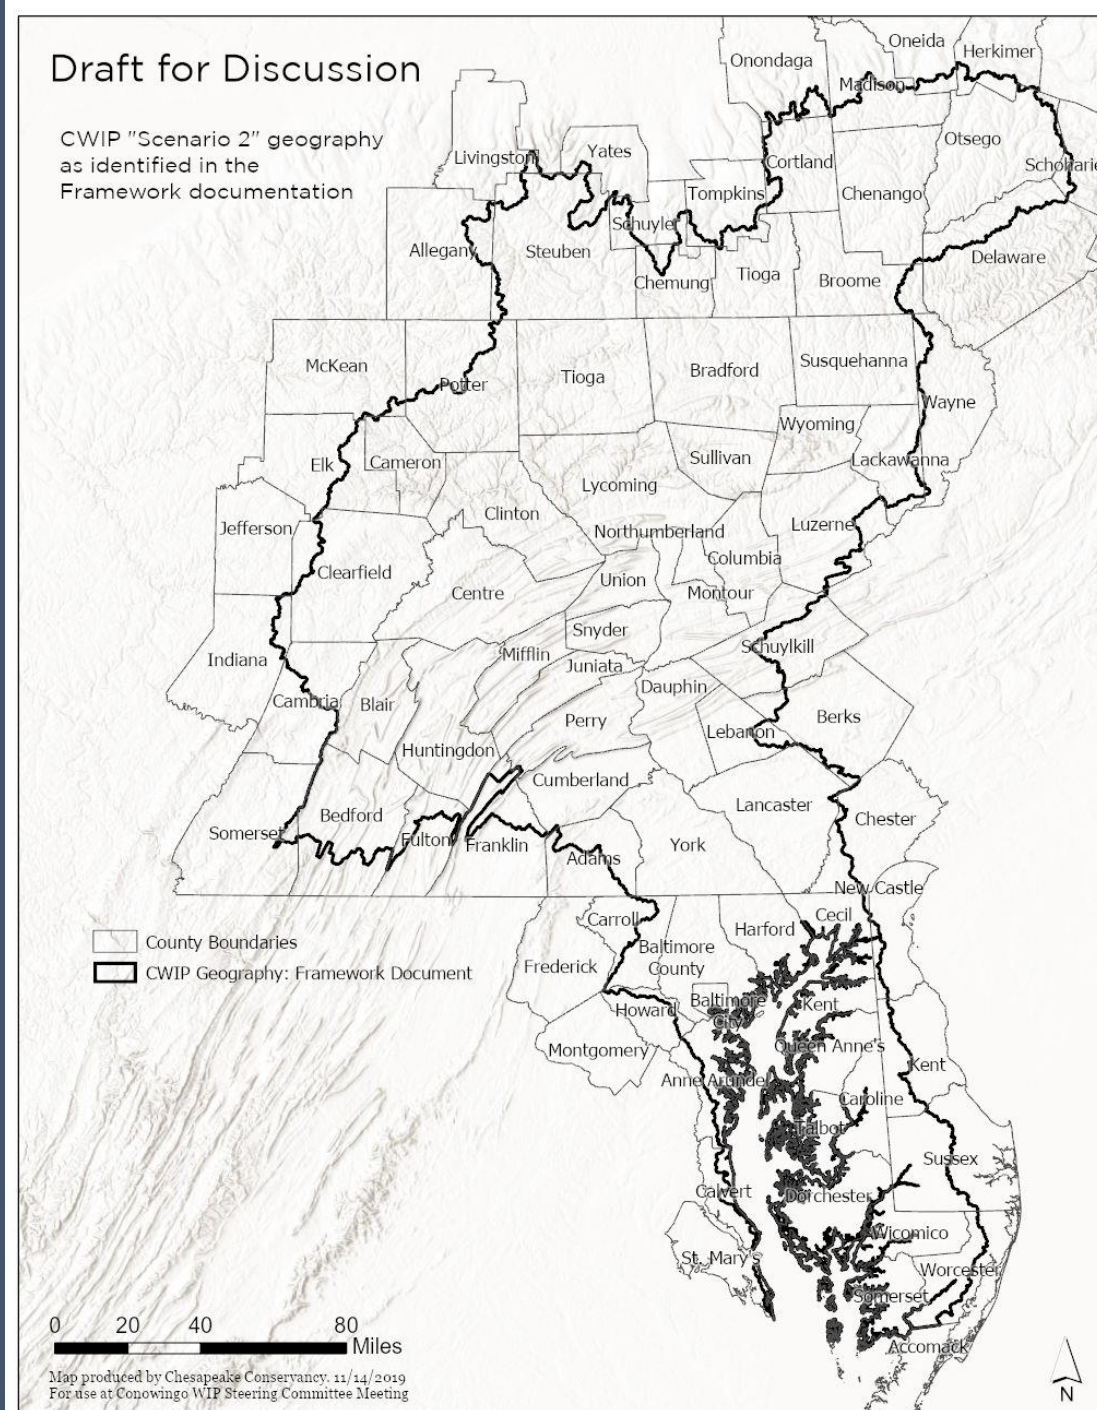 Draft for Discussion
CWIP "Scenario 2" geography
as identified in the
Framework documentation
Oneida
Herkimer
Onondaga
Madison
Otsego
Livingston
Yates
Cortland
Schoharie
Tompkins
Chenango
Schuyler
Allegany
Steuben
Delaware
Chemung
Tioga
Broome
McKean
Potter
Tioga
Bradford
Susquehanna
Wayne
Wyoming
Elk
Cameron
Sullivan
Lackawanna
Lycoming
Clinton
Jefferson
Northumberland
Luzerne
Columbia
Clearfield
Centre
Union
Montour
Snyder
Schuylkill
Indiana
Mifflin
Juniata
Dauphin
Cambria
Blair
Perry
Lebanon
Berks
Huntingdon
Cumberland
Lancaster
Bedford
Chester
Somerset
Fulton
Franklin
Adams
York
New Castle
Carroll
Harford
Cecil
County Boundaries
CWIP Geography: Framework Document
Frederick
Baltimore
County
Howard
Baltimore
City
Kent
Montgomery
Queen Anne's
Kent
Anne Arundel
Caroline
Talbot
Sussex
Calvert
Dorchester
Wicomico
St. Mary's
Worcester
Somerset
Accomack
0 20 40 80
Miles
Map produced by Chesapeake Conservancy. 11/14/2019
For use at Conowingo WIP Steering Committee Meeting
N